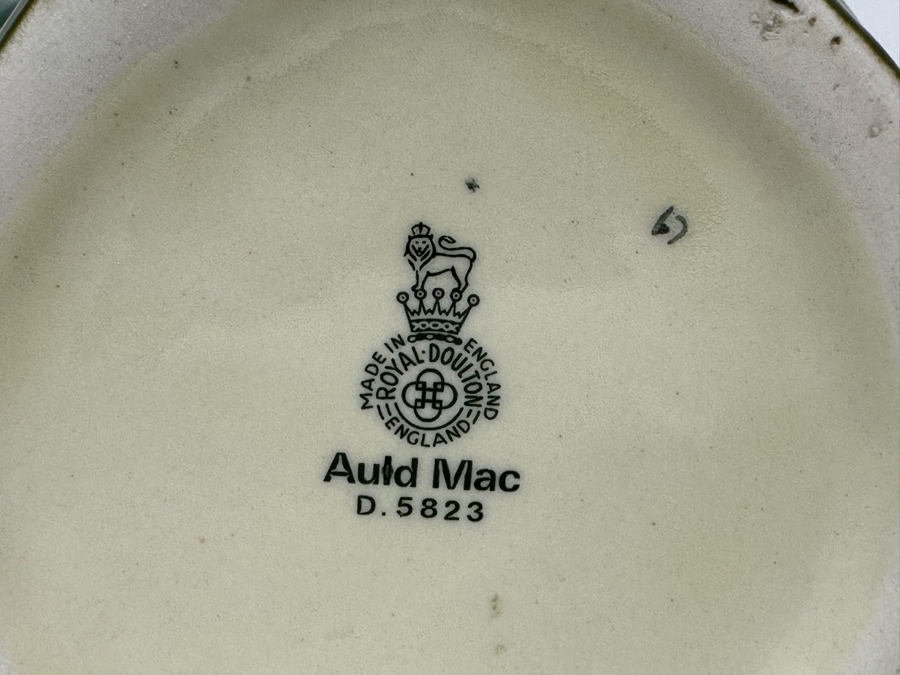 MADE IN ENGLAND
ROYAL·DOULTON
ENGLAND
Auld Mac
D.5823